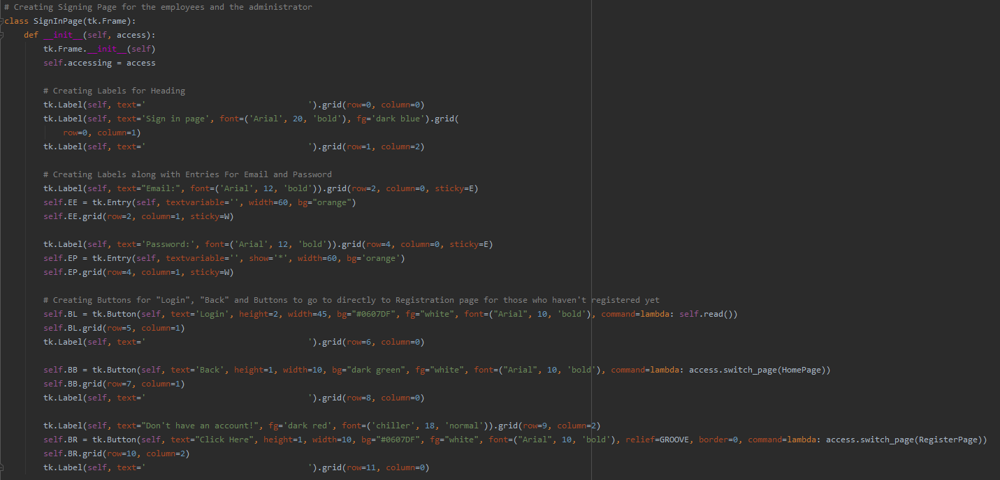 # Creating Signing Page for the employees and the administrator
class SignInPage(tk.Frame):
    def __init__(self, access):
        tk.Frame.__init__(self)
        self.accessing = access

        # Creating Labels for Heading
        tk.Label(self, text='                                 ').grid(row=0, column=0)
        tk.Label(self, text='Sign in page', font=('Arial', 20, 'bold'), fg='dark blue').grid(
            row=0, column=1)
        tk.Label(self, text='                                 ').grid(row=1, column=2)

        # Creating Labels along with Entries For Email and Password
        tk.Label(self, text="Email:", font=('Arial', 12, 'bold')).grid(row=2, column=0, sticky=E)
        self.EE = tk.Entry(self, textvariable='', width=60, bg="orange")
        self.EE.grid(row=2, column=1, sticky=W)

        tk.Label(self, text='Password:', font=('Arial', 12, 'bold')).grid(row=4, column=0, sticky=E)
        self.EP = tk.Entry(self, textvariable='', show='*', width=60, bg='orange')
        self.EP.grid(row=4, column=1, sticky=W)

        # Creating Buttons for "Login", "Back" and Buttons to go to directly to Registration page for those who haven't registered yet
        self.BL = tk.Button(self, text='Login', height=2, width=45, bg="#0607DF", fg="white", font=("Arial", 10, 'bold'), command=lambda: self.read())
        self.BL.grid(row=5, column=1)
        tk.Label(self, text='                                 ').grid(row=6, column=0)

        self.BB = tk.Button(self, text='Back', height=1, width=10, bg="dark green", fg="white", font=("Arial", 10, 'bold'), command=lambda: access.switch_page(HomePage))
        self.BB.grid(row=7, column=1)
        tk.Label(self, text='                                 ').grid(row=8, column=0)

        tk.Label(self, text="Don't have an account!", fg='dark red', font=('chiller', 18, 'normal')).grid(row=9, column=2)
        self.BR = tk.Button(self, text="Click Here", height=1, width=10, bg="#0607DF", fg="white", font=("Arial", 10, 'bold'), relief=GROOVE, border=0, command=lambda: access.switch_page(RegisterPage))
        self.BR.grid(row=10, column=2)
        tk.Label(self, text='                                 ').grid(row=11, column=0)